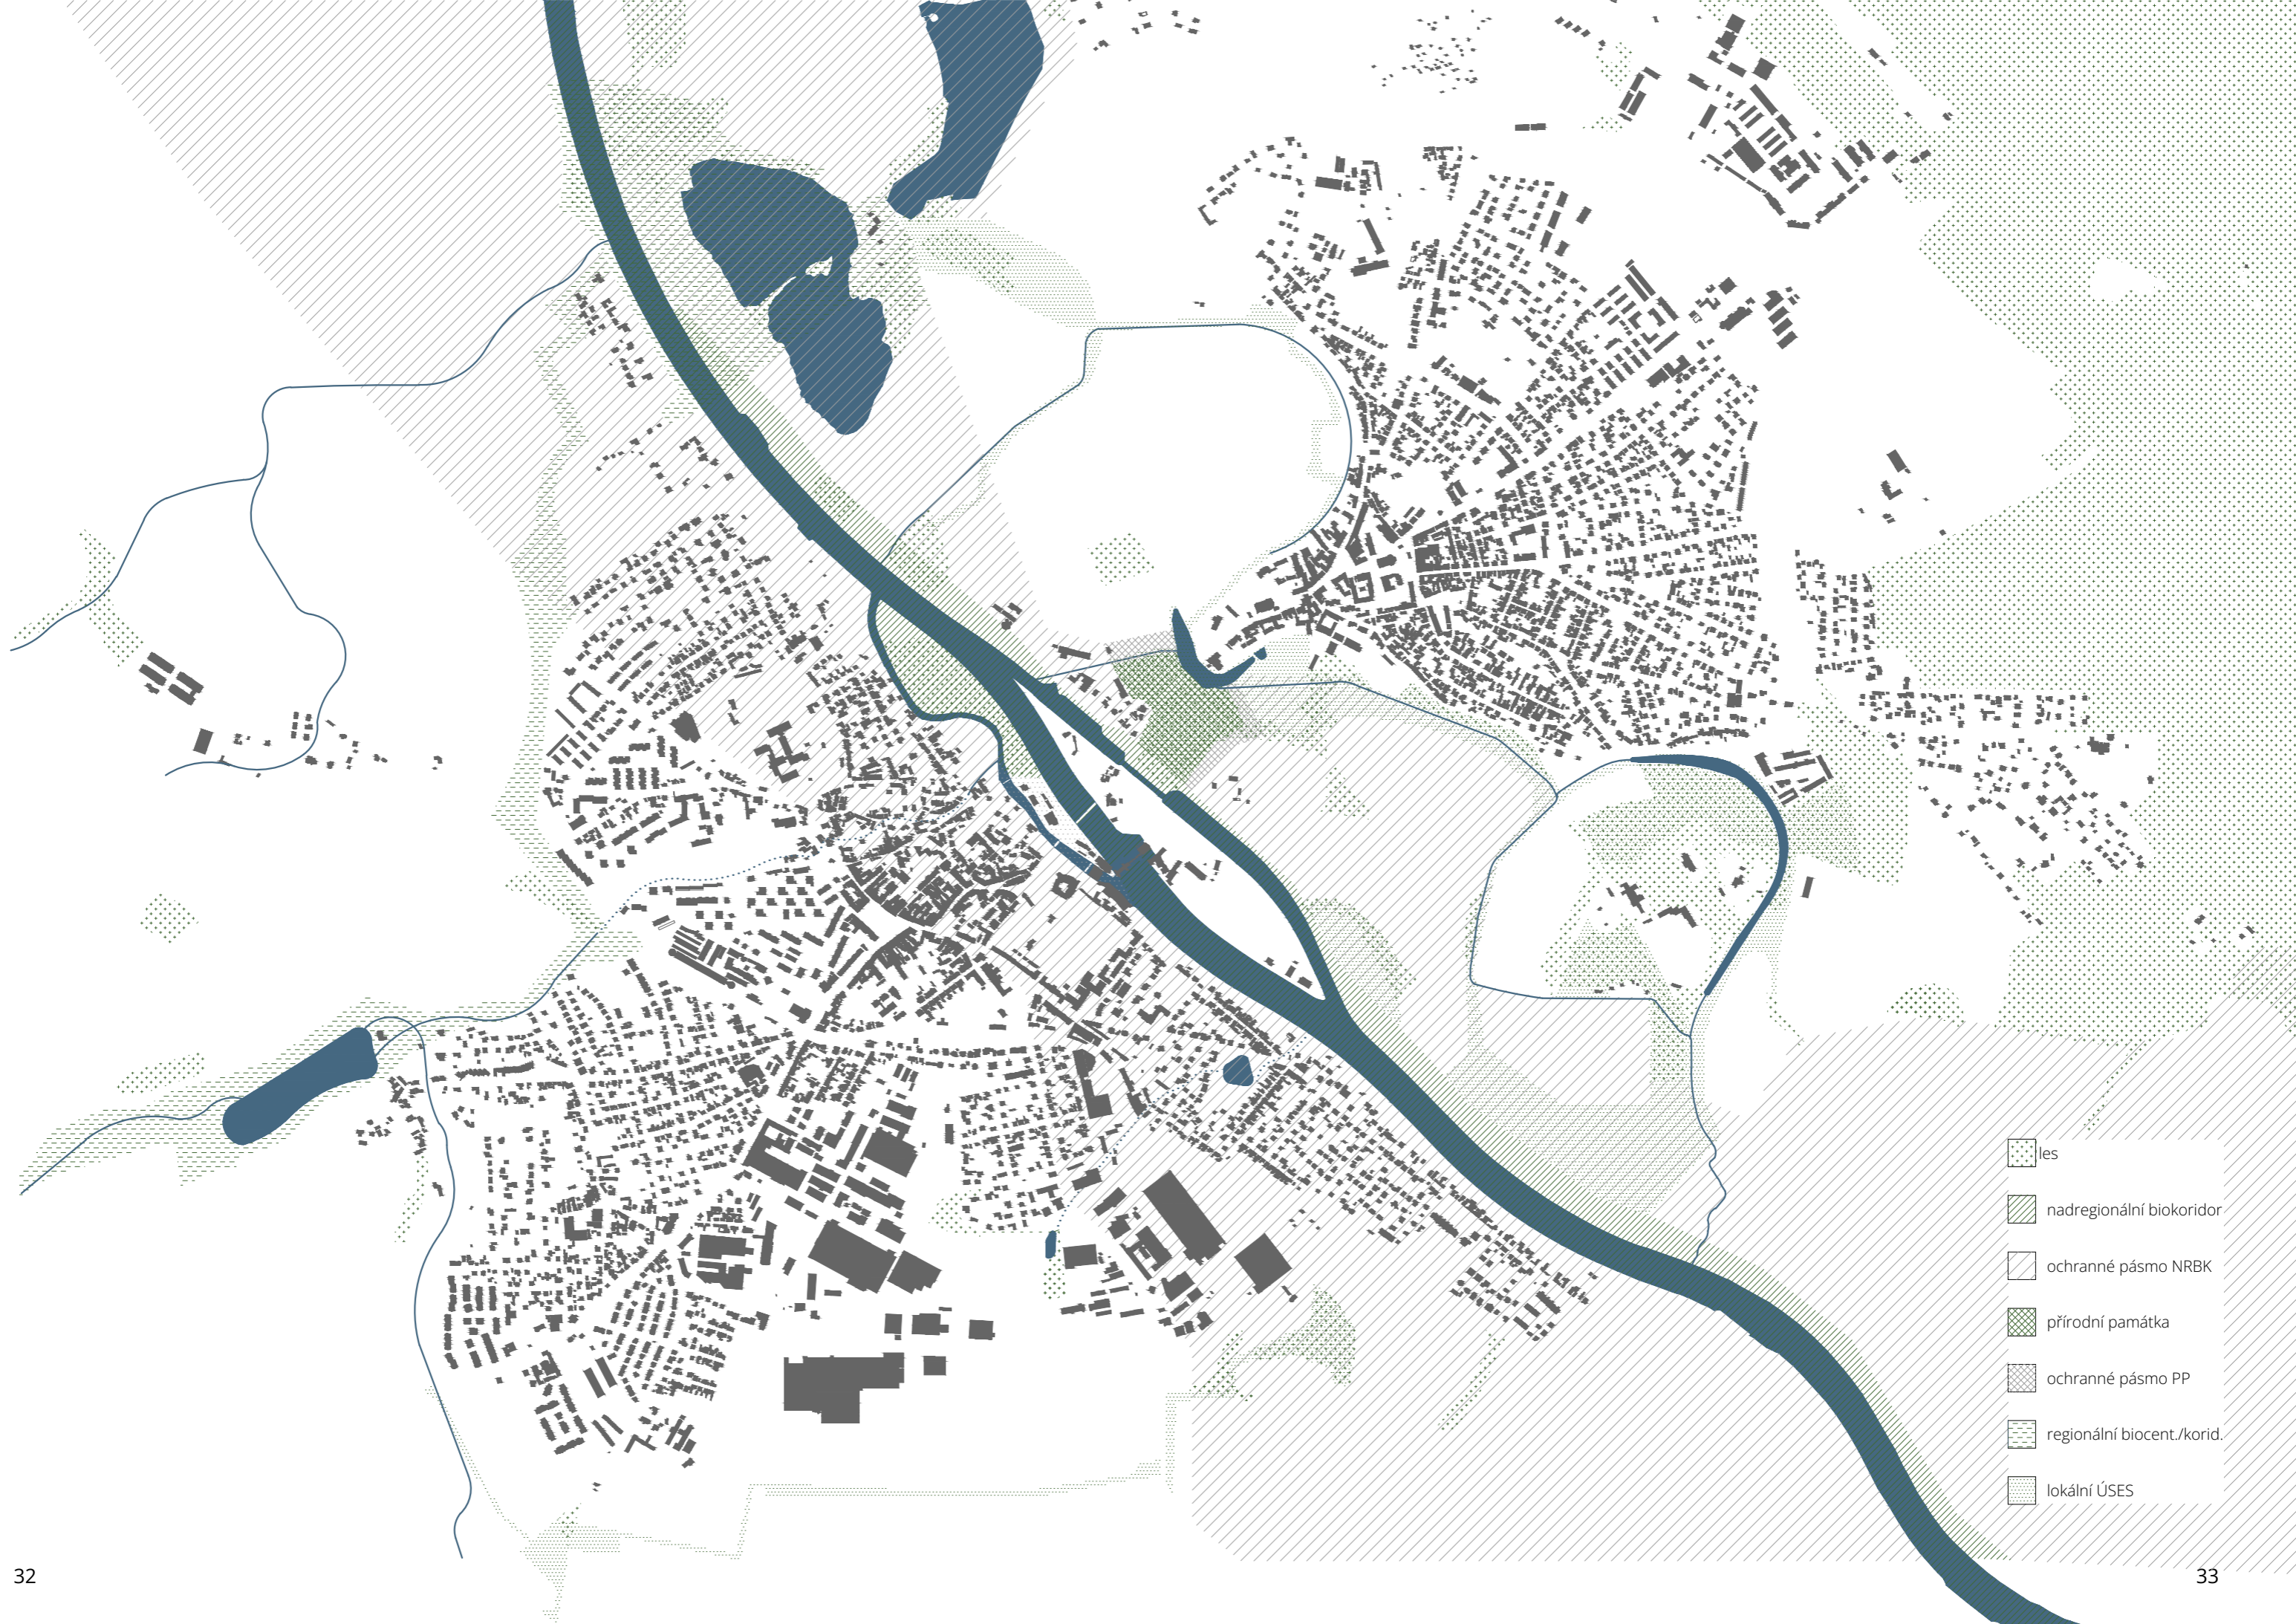 les
nadregionální biokoridor
ochranné pásmo NRBK
přírodní památka
ochranné pásmo PP
regionální biocent./korid.
lokální ÚSES
32
33